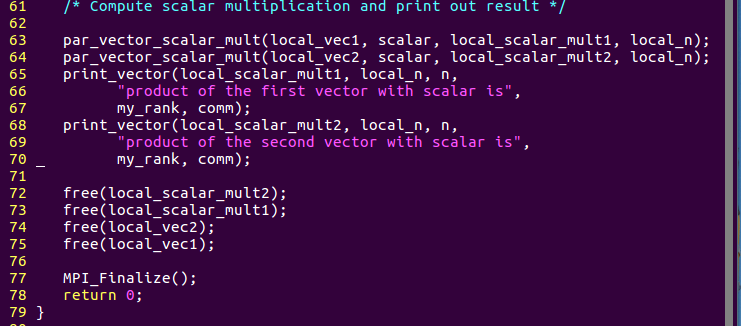 61    /* Compute scalar multiplication and print out result */
62
63    par_vector_scalar_mult(local_vec1, scalar, local_scalar_mult1, local_n);
64    par_vector_scalar_mult(local_vec2, scalar, local_scalar_mult2, local_n);
65    print_vector(local_scalar_mult1, local_n, n,
66          "product of the first vector with scalar is",
67          my_rank, comm);
68    print_vector(local_scalar_mult2, local_n, n,
69          "product of the second vector with scalar is",
70 _        my_rank, comm);
71
72    free(local_scalar_mult2);
73    free(local_scalar_mult1);
74    free(local_vec2);
75    free(local_vec1);
76
77    MPI_Finalize();
78    return 0;
79 }